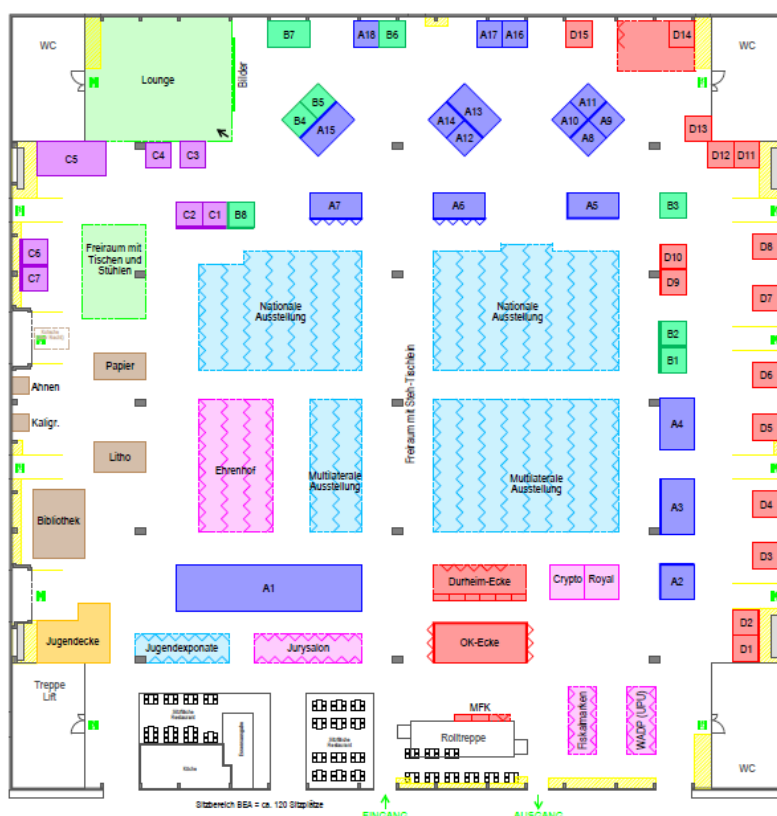 B7
A18
B6
A17
A16
D15
D14
WC
Lounge
Bilder
WC
B5
B4
A15
A13
A14
A12
A11
A10
A9
A8
D13
C5
C4
C3
D12
D11
C2
C1
B8
A7
A6
A5
B3
C6
C7
Freiraum mit
Tischen und
Stühlen
D10
D9
D8
D7
Nationale
Ausstellung
Nationale
Ausstellung
B2
B1
Papier
Ahnen
Kaligr.
Litho
Bibliothek
Ehrenhof
Multilaterale
Ausstellung
Freiraum mit Steh-Tischlein
Multilaterale
Ausstellung
A4
A3
D6
D5
D4
D3
A1
Durheim-Ecke
Crypto
Royal
A2
Jugendecke
Jugendexponate
Jurysalon
OK-Ecke
D2
D1
Treppe
Lift
MFK
Rolltreppe
Fiskalmarken
WADP (UPU)
Küche
WC
Sitzbereich BEA = ca. 120 Sitzplätze
EINGANG
AUSGANG